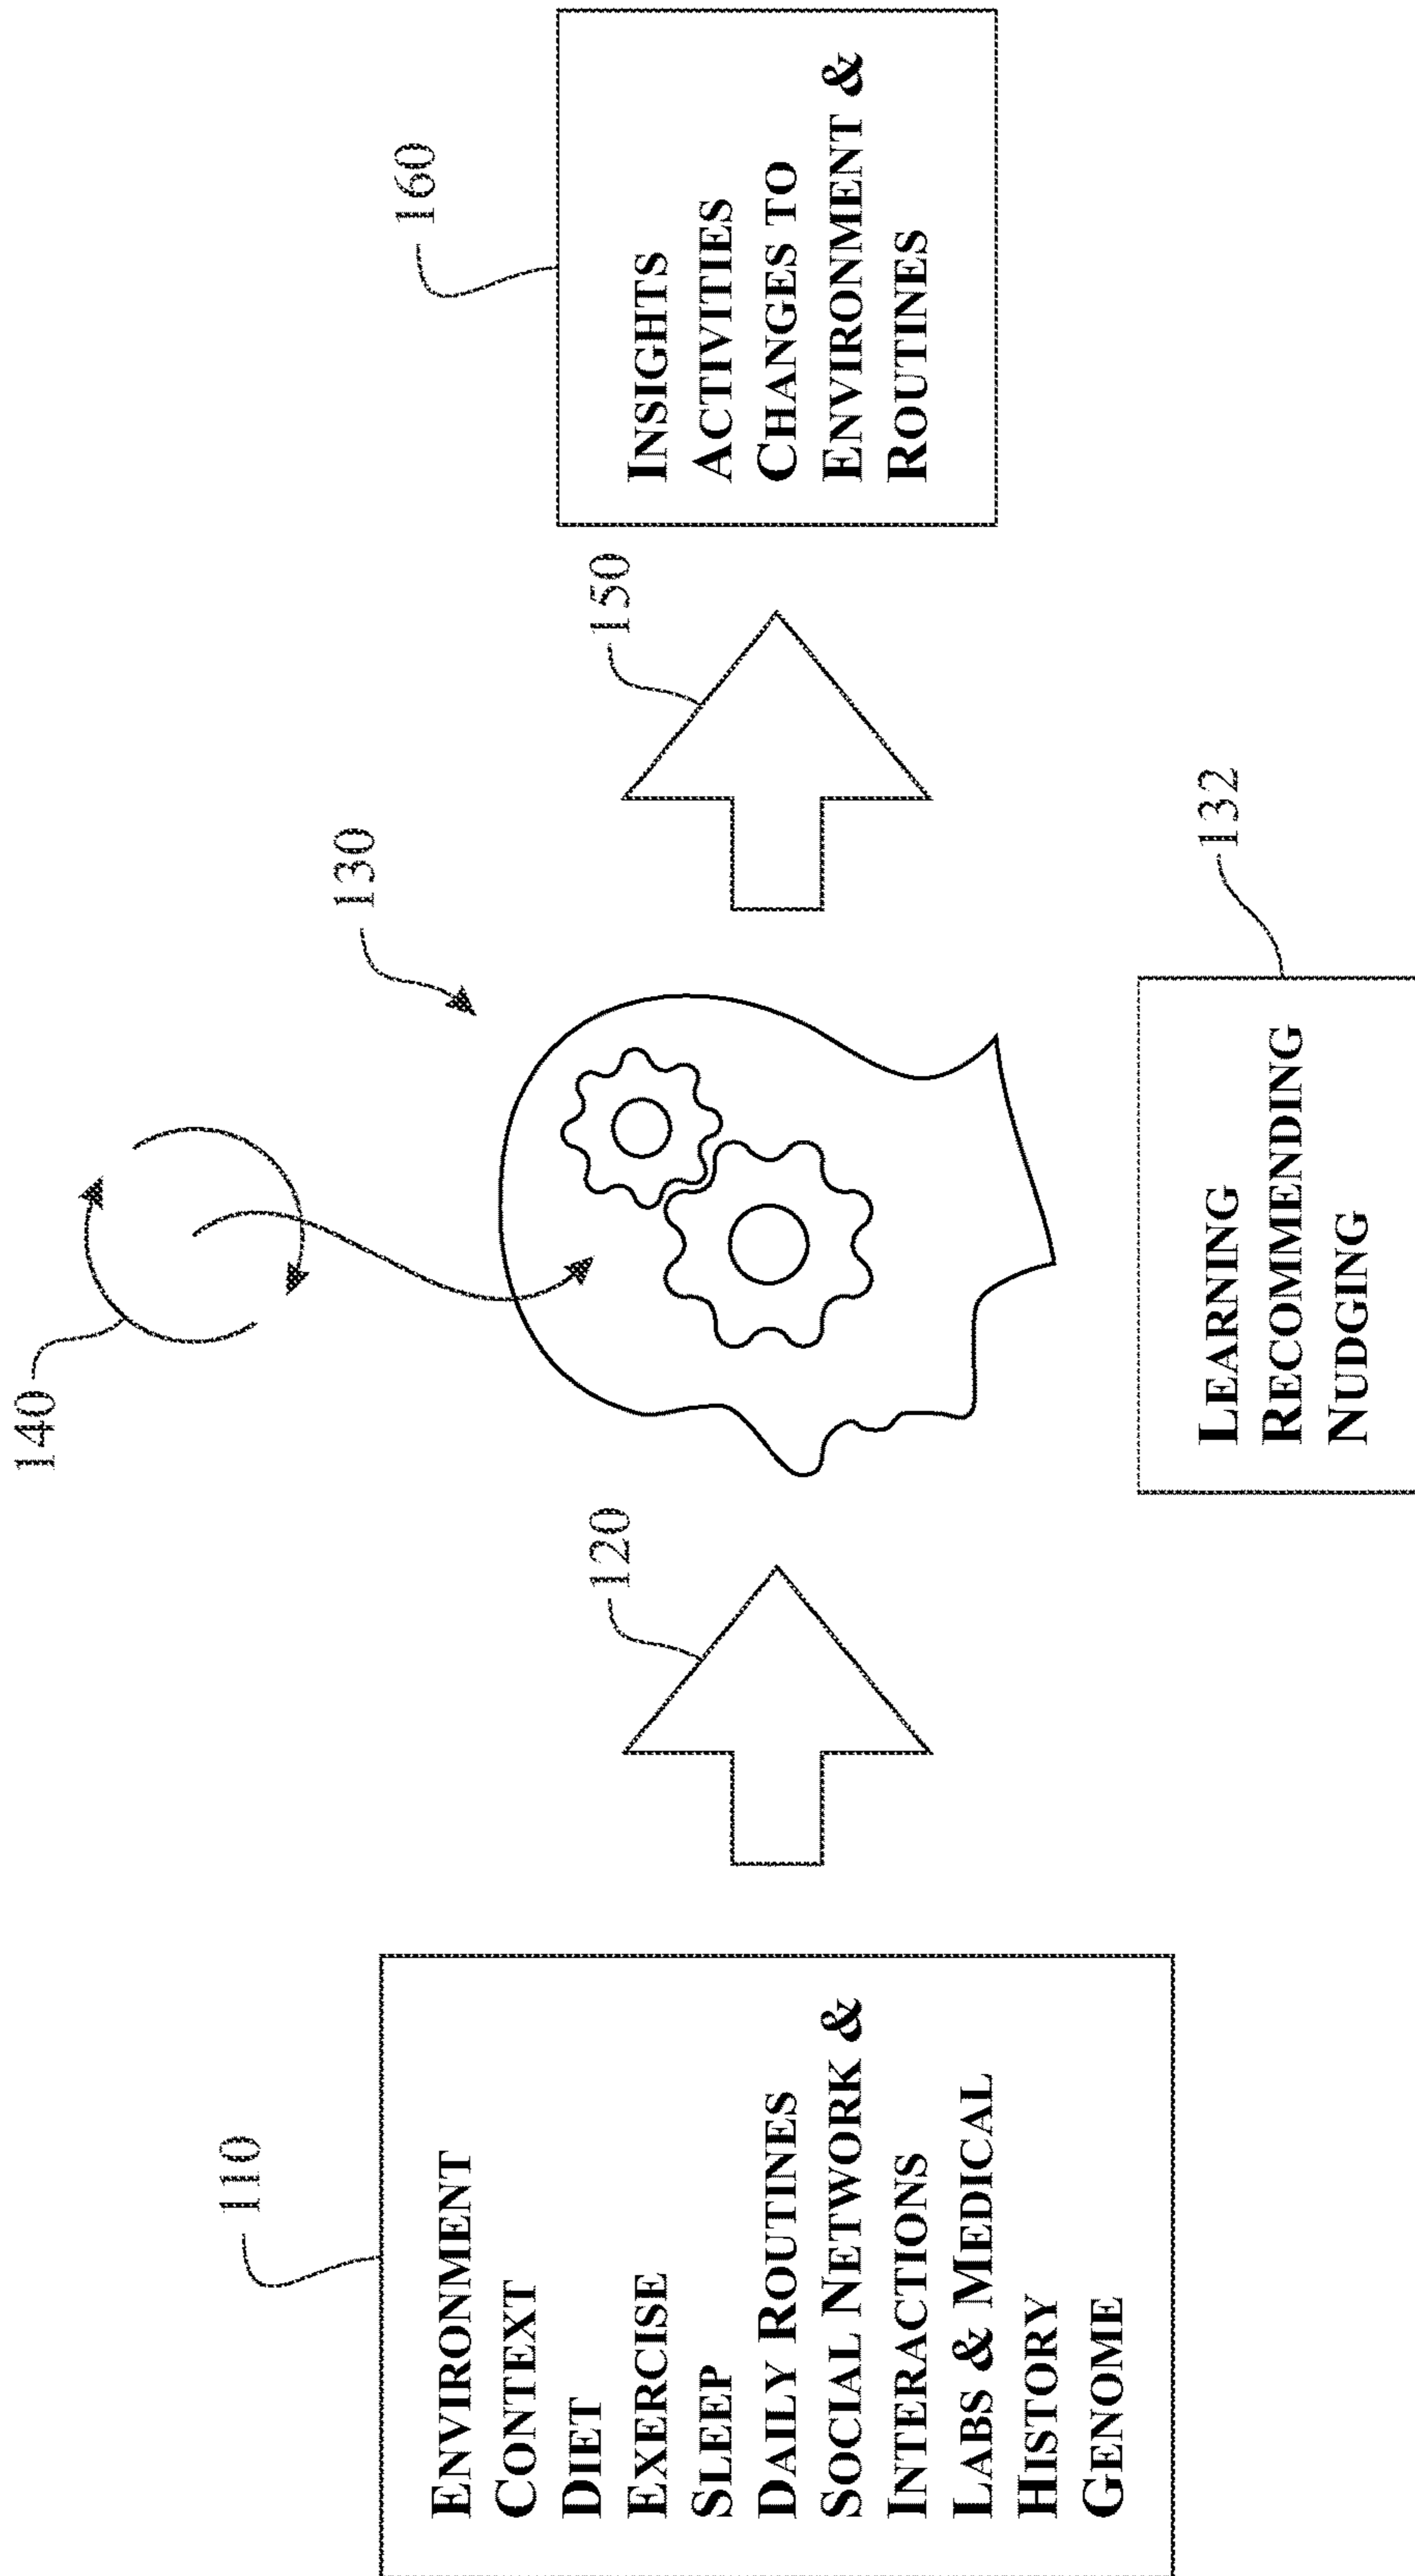 110
ENVIRONMENT
CONTEXT
DIET
EXERCISE
SLEEP
DAILY ROUTINES
SOCIAL NETWORK &
INTERACTIONS
LABS & MEDICAL
HISTORY
GENOME
120
140
130
LEARNING
RECOMMENDING
NUDGING
132
150
160
INSIGHTS
ACTIVITIES
CHANGES TO
ENVIRONMENT &
ROUTINES